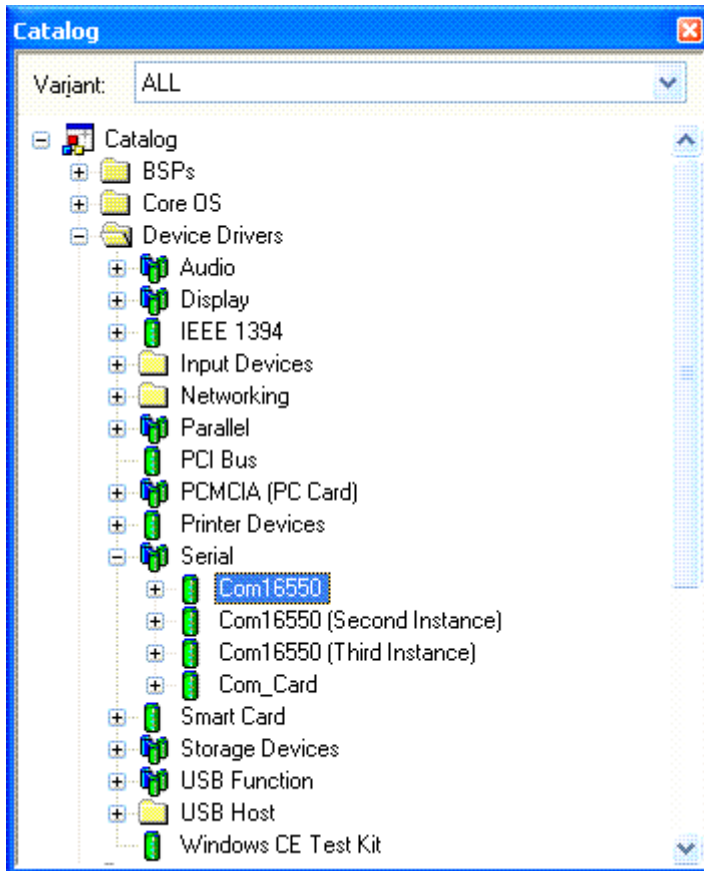 Catalog
Variant: ALL
Catalog
BSPs
Core OS
Device Drivers
Audio
Display
IEEE 1394
Input Devices
Networking
Parallel
PCI Bus
PCMCIA (PC Card)
Printer Devices
Serial
Com16550
Com16550 (Second Instance)
Com16550 (Third Instance)
Com_Card
Smart Card
Storage Devices
USB Function
USB Host
Windows CE Test Kit